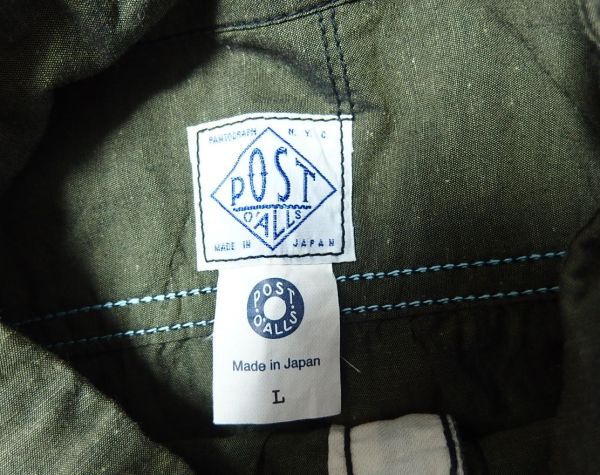 PANTOGRAPH N.Y.C
POST
O'ALLS
MADE IN JAPAN
POST
O'ALLS
Made in Japan
L